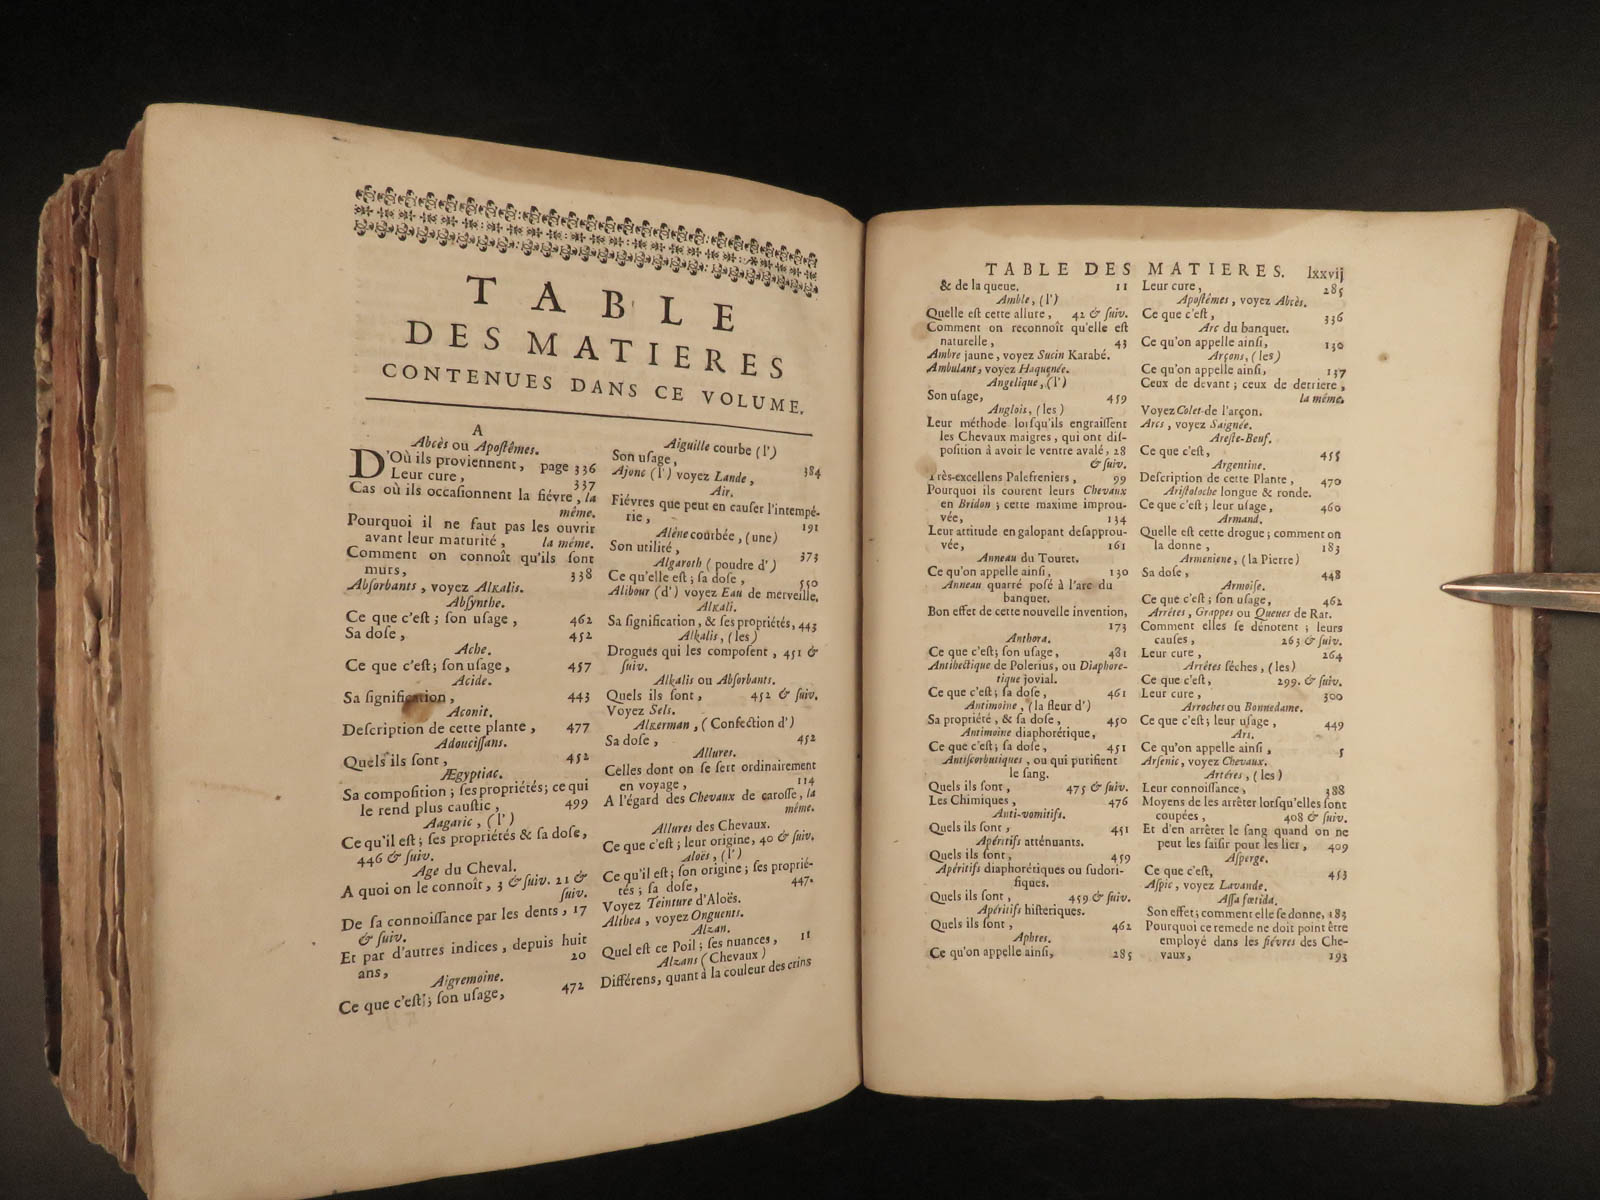 TABLE
DES MATIERES
CONTENUES DANS CE VOLUME.
A
Abcès ou Apostêmes.
D'Où ils proviennent, page 336
Leur cure, 337
Cas où ils occasionnent la fiévre, la
même.
Pourquoi il ne faut pas les ouvrir
avant leur maturité, la même.
Comment on connoît qu'ils sont
murs, 338
Absorbants, voyez Alkalis.
Absynthe.
Ce que c'est; son usage, 462
Sa dose, 452
Ache.
Ce que c'est; son usage, 457
Acide.
Sa signification, 443
Aconit.
Description de cette plante, 477
Adoucissans.
Quels ils sont, 452
Ægyptiac.
Sa composition; ses propriétés; ce qui
le rend plus caustic, 499
Aagaric, (l')
Ce qu'il est; ses propriétés & sa dose,
446 & suiv.
Age du Cheval.
A quoi on le connoît, 3 & suiv. 21 &
suiv.
De sa connoissance par les dents, 17
& suiv.
Et par d'autres indices, depuis huit
ans, 20
Aigremoine.
Ce que c'est; son usage, 472
Aiguille courbe (l')
Son usage, 384
Ajonc (l') voyez Lande,
Air.
Fiévres que peut en causer l'intempé-
rie, 191
Alêne courbée, (une)
Son utilité, 373
Algaroth (poudre d')
Ce qu'elle est; sa dose, 550
Alibour (d') voyez Eau de merveille.
Alkali.
Sa signification, & ses propriétés, 443
Alkalis, (les)
Drogues qui les composent, 451 &
suiv.
Alkalis ou Absorbants.
Quels ils sont, 452 & suiv.
Voyez Sels.
Alkerman, (Confection d')
Sa dose, 452
Allures.
Celles dont on se sert ordinairement
en voyage, 114
A l'égard des Chevaux de carosse, la
même.
Allures des Chevaux.
Ce que c'est; leur origine, 40 & suiv.
Aloës, (l')
Ce qu'il est; son origine; ses proprié-
tés; sa dose, 447.
Voyez Teinture d'Aloës.
Althea, voyez Onguents.
Alzan.
Quel est ce Poil; ses nuances, 11
Alzans (Chevaux)
Différens, quant à la couleur des crins
TABLE DES MATIERES. lxxvij
& de la queue. 11
Amble, (l')
Quelle est cette allure, 42 & suiv.
Comment on reconnoît qu'elle est
naturelle, 43
Ambre jaune, voyez Sucin Karabé.
Ambulant, voyez Haquenée.
Angelique, (l')
Son usage, 459
Anglois, (les)
Leur méthode lorsqu'ils engraissent
les Chevaux maigres, qui ont dis-
position à avoir le ventre avalé, 28
& suiv.
Très-excellens Palefreniers, 99
Pourquoi ils courent leurs Chevaux
en Bridon; cette maxime improu-
vée, 134
Leur attitude en galopant desapprou-
vée, 161
Anneau du Touret.
Ce qu'on appelle ainsi, 130
Anneau quarré posé à l'arc du
banquet.
Bon effet de cette nouvelle invention,
173
Anthora.
Ce que c'est; son usage, 481
Antihectique de Polerius, ou Diaphore-
tique jovial.
Ce que c'est; sa dose, 461
Antimoine, (la fleur d')
Sa propriété, & sa dose, 450
Antimoine diaphorétique,
Ce que c'est; sa dose, 451
Antiscorbutiques, ou qui purifient
le sang.
Quels ils sont, 475 & suiv.
Les Chimiques, 476
Anti-vomitifs.
Quels ils sont, 451
Apéritifs atténuants.
Quels ils sont, 459
Apéritifs diaphorétiques ou sudori-
fiques.
Quels ils sont, 459 & suiv.
Apéritifs histeriques.
Quels ils sont, 462
Aphtes.
Ce qu'on appelle ainsi, 285
Leur cure, 285
Apostêmes, voyez Abcès.
Ce que c'est, 336
Arc du banquet.
Ce qu'on appelle ainsi, 130
Arçons, (les)
Ce qu'on appelle ainsi, 137
Ceux de devant; ceux de derriere,
la même.
Voyez Colet de l'arçon.
Arcs, voyez Saignée.
Areste-Beuf.
Ce que c'est, 455
Argentine.
Description de cette Plante, 470
Aristoloche longue & ronde.
Ce que c'est; leur usage, 460
Armand.
Quelle est cette drogue; comment on
la donne, 183
Armeniene, (la Pierre)
Sa dose, 448
Armoise.
Ce que c'est; son usage, 462
Arrêtes, Grappes ou Queues de Rat.
Comment elles se dénotent; leurs
causes, 263 & suiv.
Leur cure, 264
Arrêtes séches, (les)
Ce que c'est, 299. & suiv.
Leur cure, 300
Arroches ou Bonnedame.
Ce que c'est; leur usage, 449
Ars.
Ce qu'on appelle ainsi, 5
Arsenic, voyez Chevaux.
Artéres, (les)
Leur connoissance, 388
Moyens de les arrêter lorsqu'elles sont
coupées, 408 & suiv.
Et d'en arrêter le sang quand on ne
peut les saisir pour les lier, 409
Asperge.
Ce que c'est, 453
Aspic, voyez Lavande.
Assa fœtida.
Son effet; comment elle se donne, 183
Pourquoi ce remede ne doit point être
employé dans les fiévres des Che-
vaux, 193